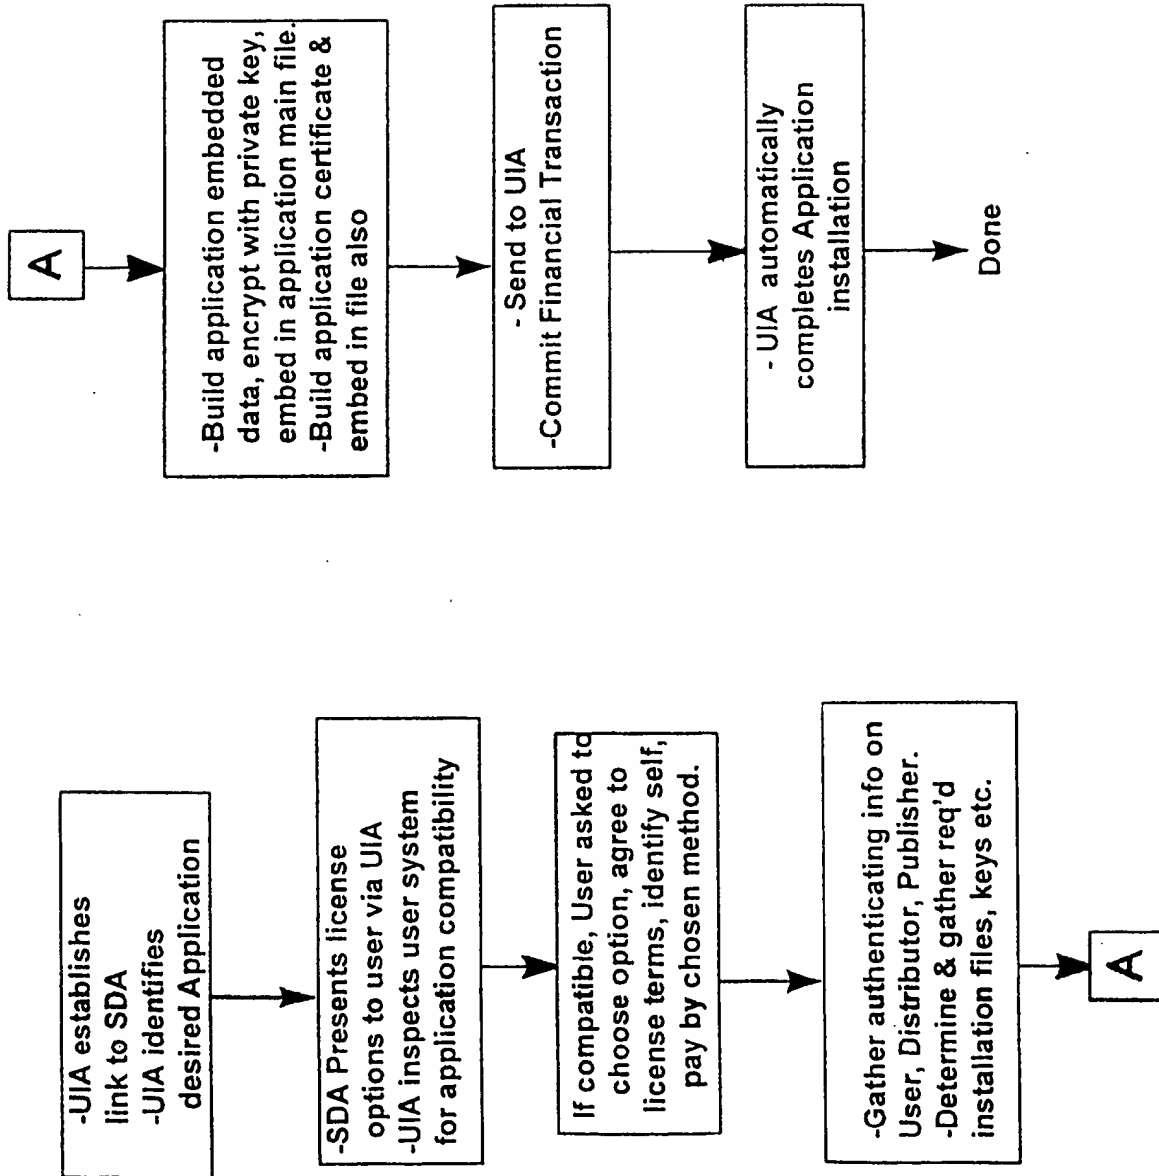 -UIA establishes
link to SDA
-UIA identifies
desired Application
-SDA Presents license
options to user via UIA
-UIA inspects user system
for application compatibility
If compatible, User asked to
choose option, agree to
license terms, identify self,
pay by chosen method.
-Gather authenticating info on
User, Distributor, Publisher.
-Determine & gather req'd
installation files, keys etc.
A
A
-Build application embedded
data, encrypt with private key,
embed in application main file.
-Build application certificate &
embed in file also
- Send to UIA
-Commit Financial Transaction
- UIA automatically
completes Application
installation
Done